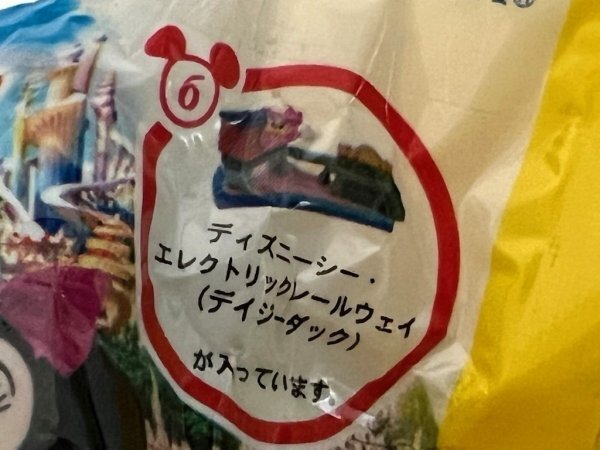 6
ディズニーシー・
エレクトリックレールウェイ
(デイジーダック)
が入っています。